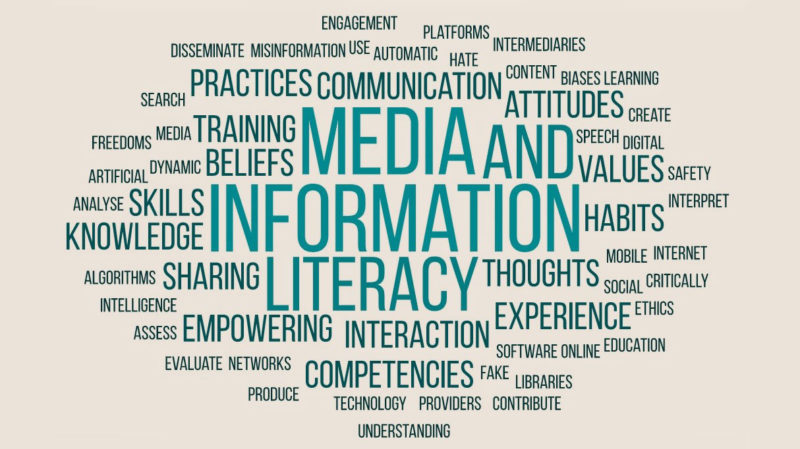 ENGAGEMENT
PLATFORMS
DISSEMINATE MISINFORMATION USE AUTOMATIC HATE INTERMEDIARIES
PRACTICES COMMUNICATION CONTENT BIASES LEARNING
SEARCH ATTITUDES CREATE
FREEDOMS MEDIA TRAINING MEDIA AND SPEECH DIGITAL
ARTIFICIAL DYNAMIC BELIEFS VALUES SAFETY
ANALYSE SKILLS INFORMATION HABITS INTERPRET
KNOWLEDGE
MOBILE INTERNET
ALGORITHMS SHARING LITERACY THOUGHTS SOCIAL CRITICALLY
INTELLIGENCE EXPERIENCE ETHICS
ASSESS EMPOWERING INTERACTION
SOFTWARE ONLINE EDUCATION
EVALUATE NETWORKS COMPETENCIES FAKE LIBRARIES
PRODUCE
TECHNOLOGY PROVIDERS CONTRIBUTE
UNDERSTANDING